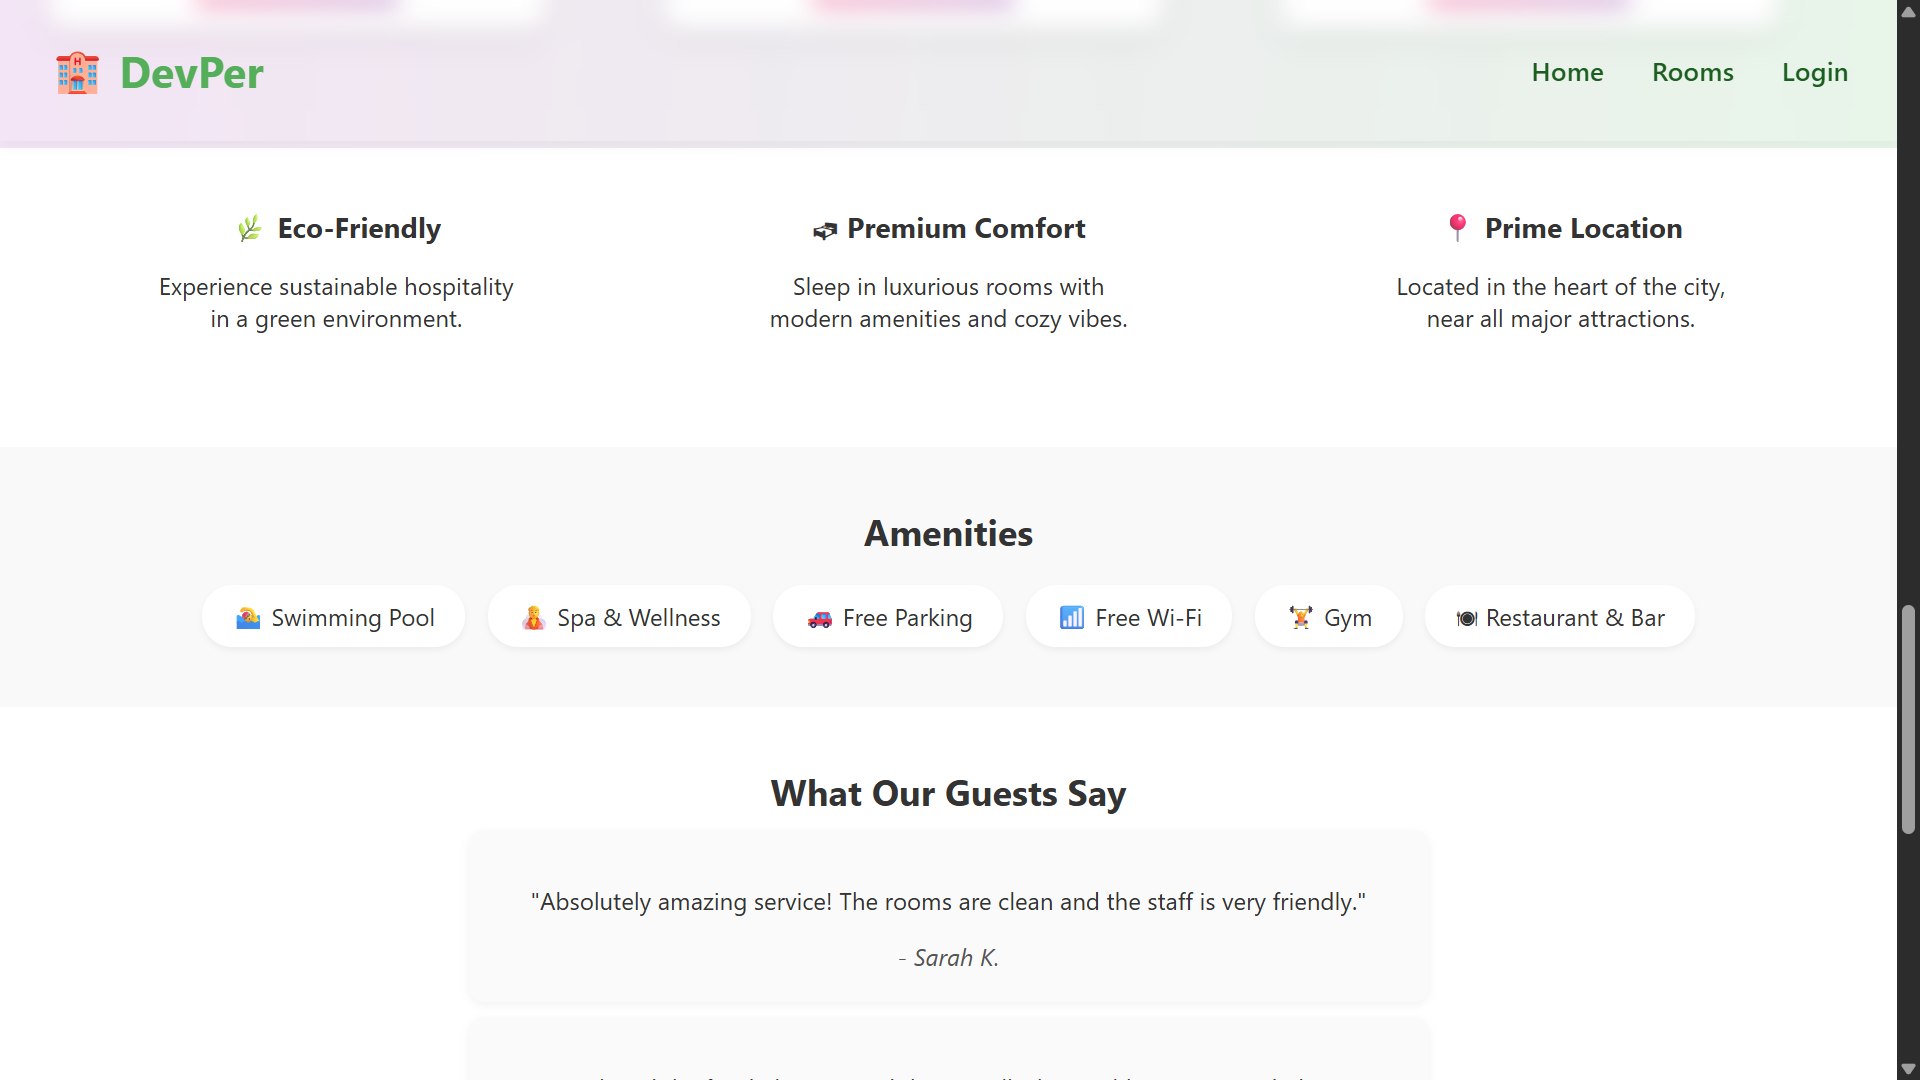 DevPer
Home Rooms Login
Eco-Friendly
Experience sustainable hospitality
in a green environment.
Premium Comfort
Sleep in luxurious rooms with
modern amenities and cozy vibes.
Prime Location
Located in the heart of the city,
near all major attractions.
Amenities
Swimming Pool
Spa & Wellness
Free Parking
Free Wi-Fi
Gym
Restaurant & Bar
What Our Guests Say
"Absolutely amazing service! The rooms are clean and the staff is very friendly."
- Sarah K.